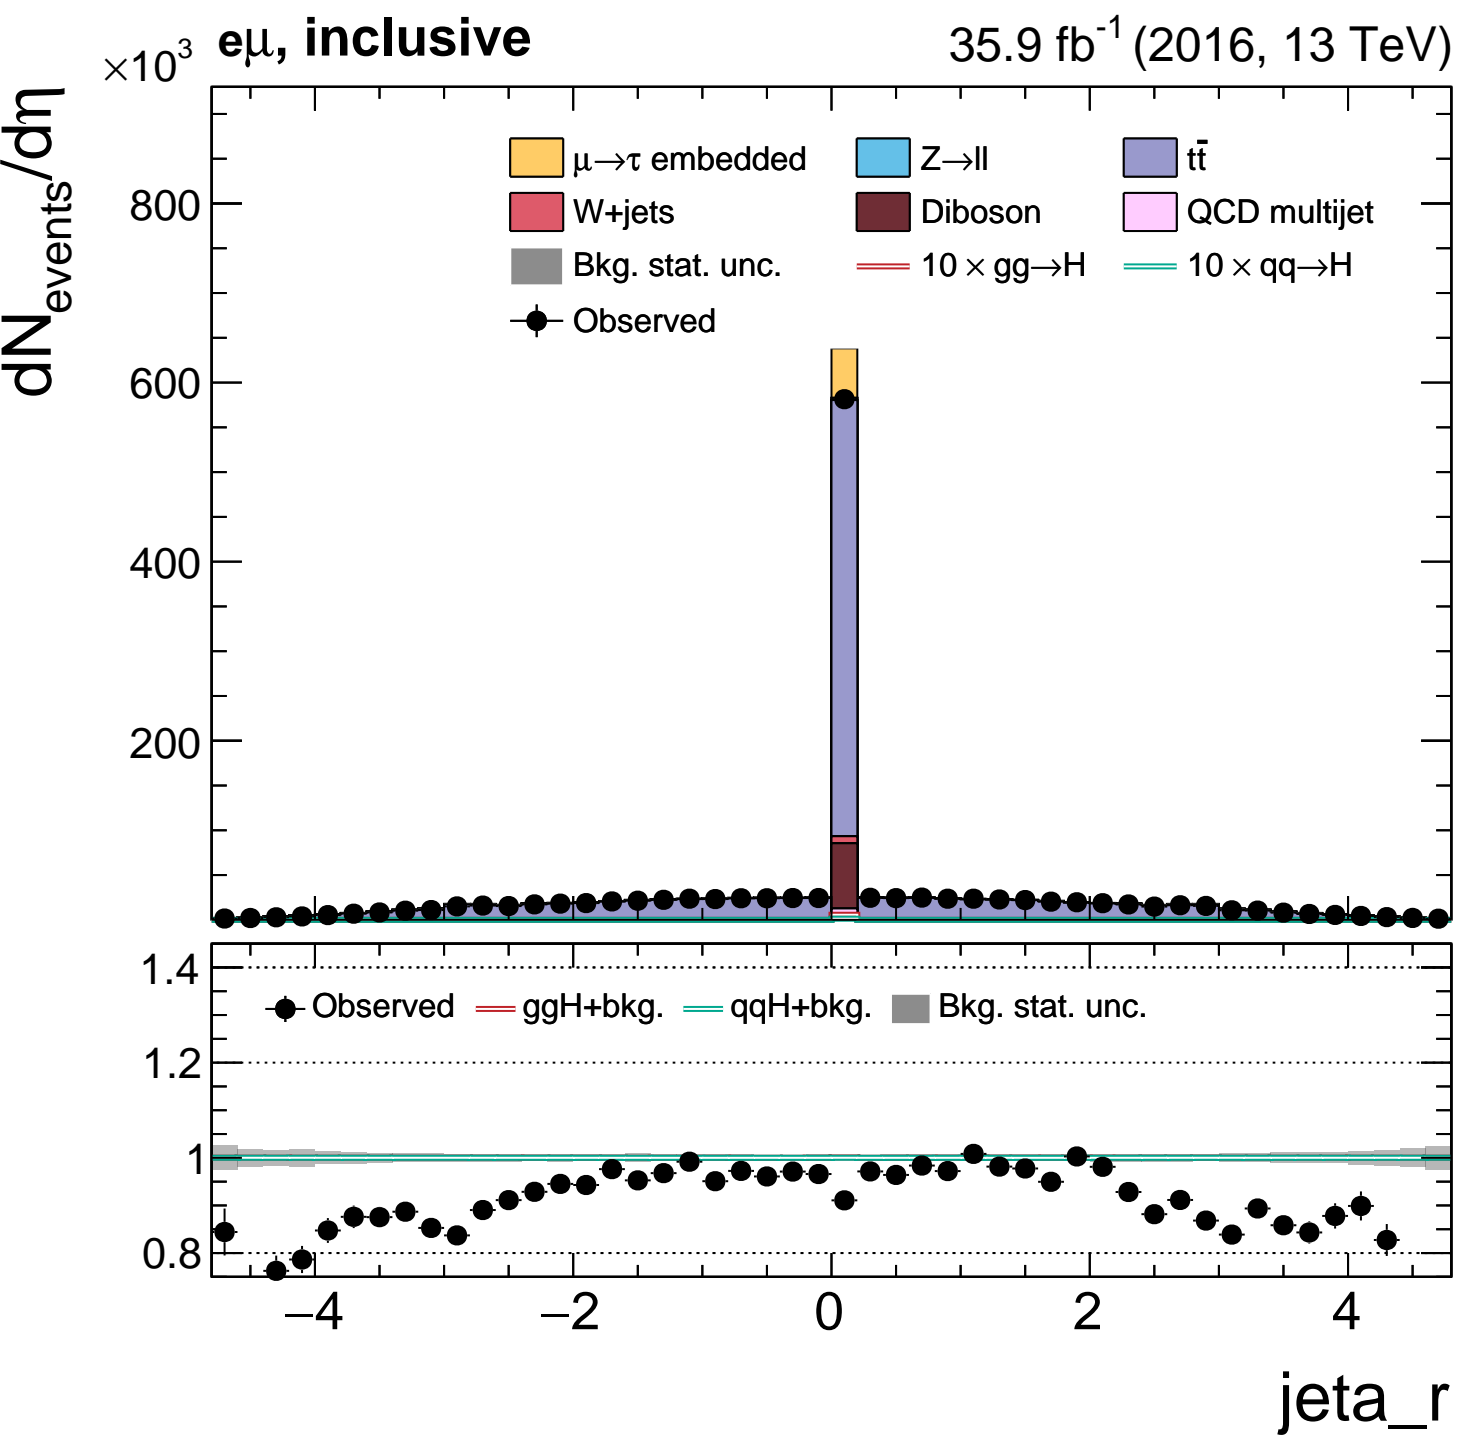 ×10³ eμ, inclusive 35.9 fb⁻¹ (2016, 13 TeV)
dN_events/dη
μ→τ embedded Z→ll tt̄
W+jets Diboson QCD multijet
Bkg. stat. unc. 10 × gg→H 10 × qq→H
Observed
800
600
400
200
1.4
Observed ggH+bkg. qqH+bkg. Bkg. stat. unc.
1.2
1
0.8
−4 −2 0 2 4
jeta_r